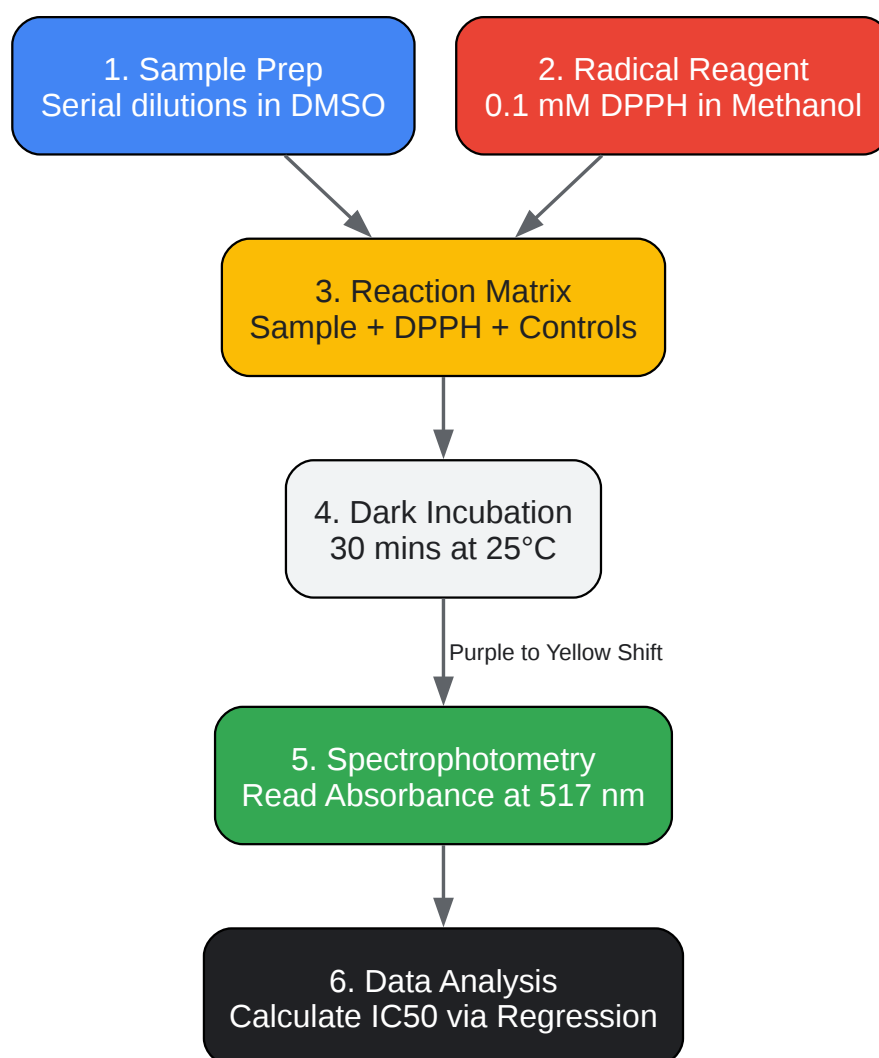 1. Sample Prep
Serial dilutions in DMSO
2. Radical Reagent
0.1 mM DPPH in Methanol
3. Reaction Matrix
Sample + DPPH + Controls
4. Dark Incubation
30 mins at 25°C
Purple to Yellow Shift
5. Spectrophotometry
Read Absorbance at 517 nm
6. Data Analysis
Calculate IC50 via Regression